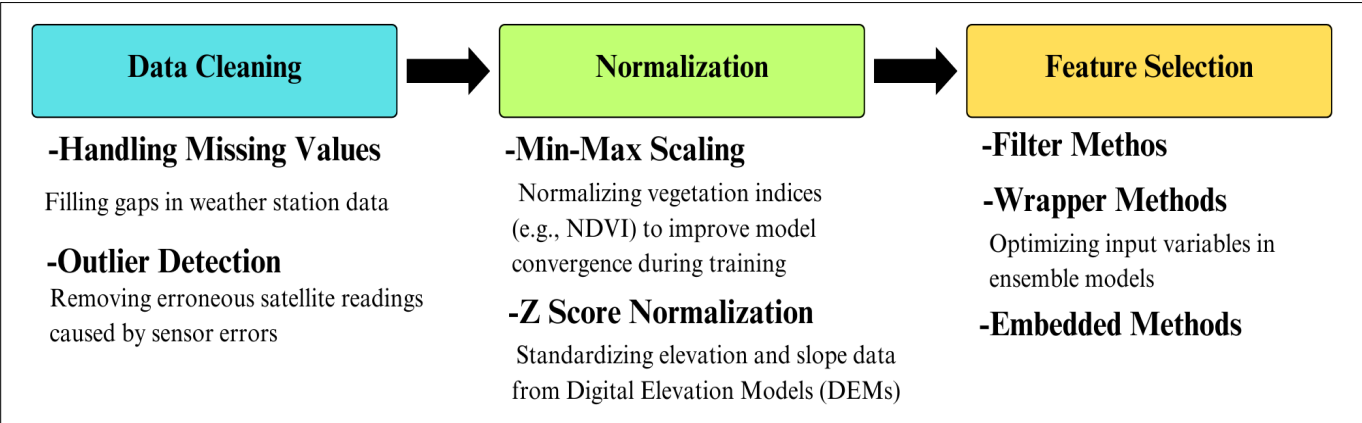 Data Cleaning
-Handling Missing Values
Filling gaps in weather station data
-Outlier Detection
Removing erroneous satellite readings
caused by sensor errors
Normalization
-Min-Max Scaling
Normalizing vegetation indices
(e.g., NDVI) to improve model
convergence during training
-Z Score Normalization
Standardizing elevation and slope data
from Digital Elevation Models (DEMs)
Feature Selection
-Filter Methos
-Wrapper Methods
Optimizing input variables in
ensemble models
-Embedded Methods